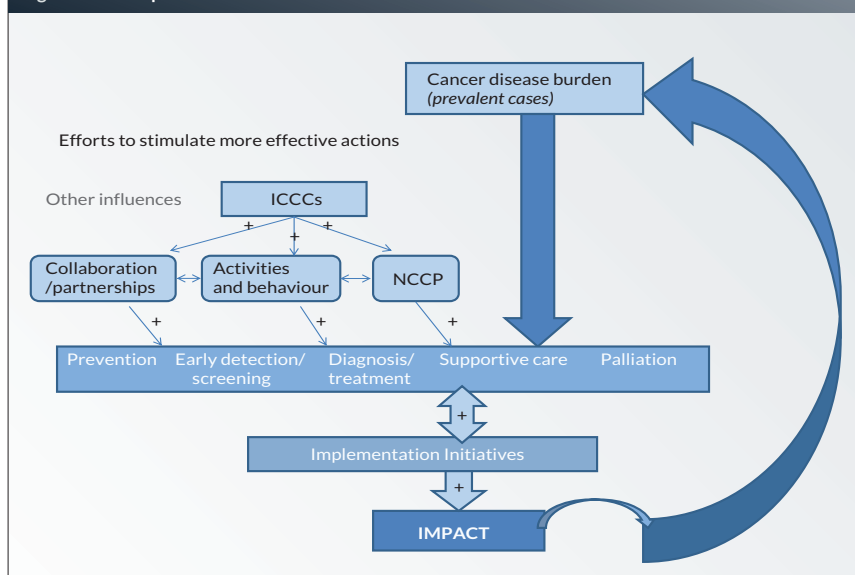 Cancer disease burden
(prevalent cases)
Efforts to stimulate more effective actions
Other influences
ICCCs
+
+
+
Collaboration
/partnerships
Activities
and behaviour
NCCP
+
+
+
Prevention
Early detection/
screening
Diagnosis/
treatment
Supportive care
Palliation
+
Implementation Initiatives
+
IMPACT